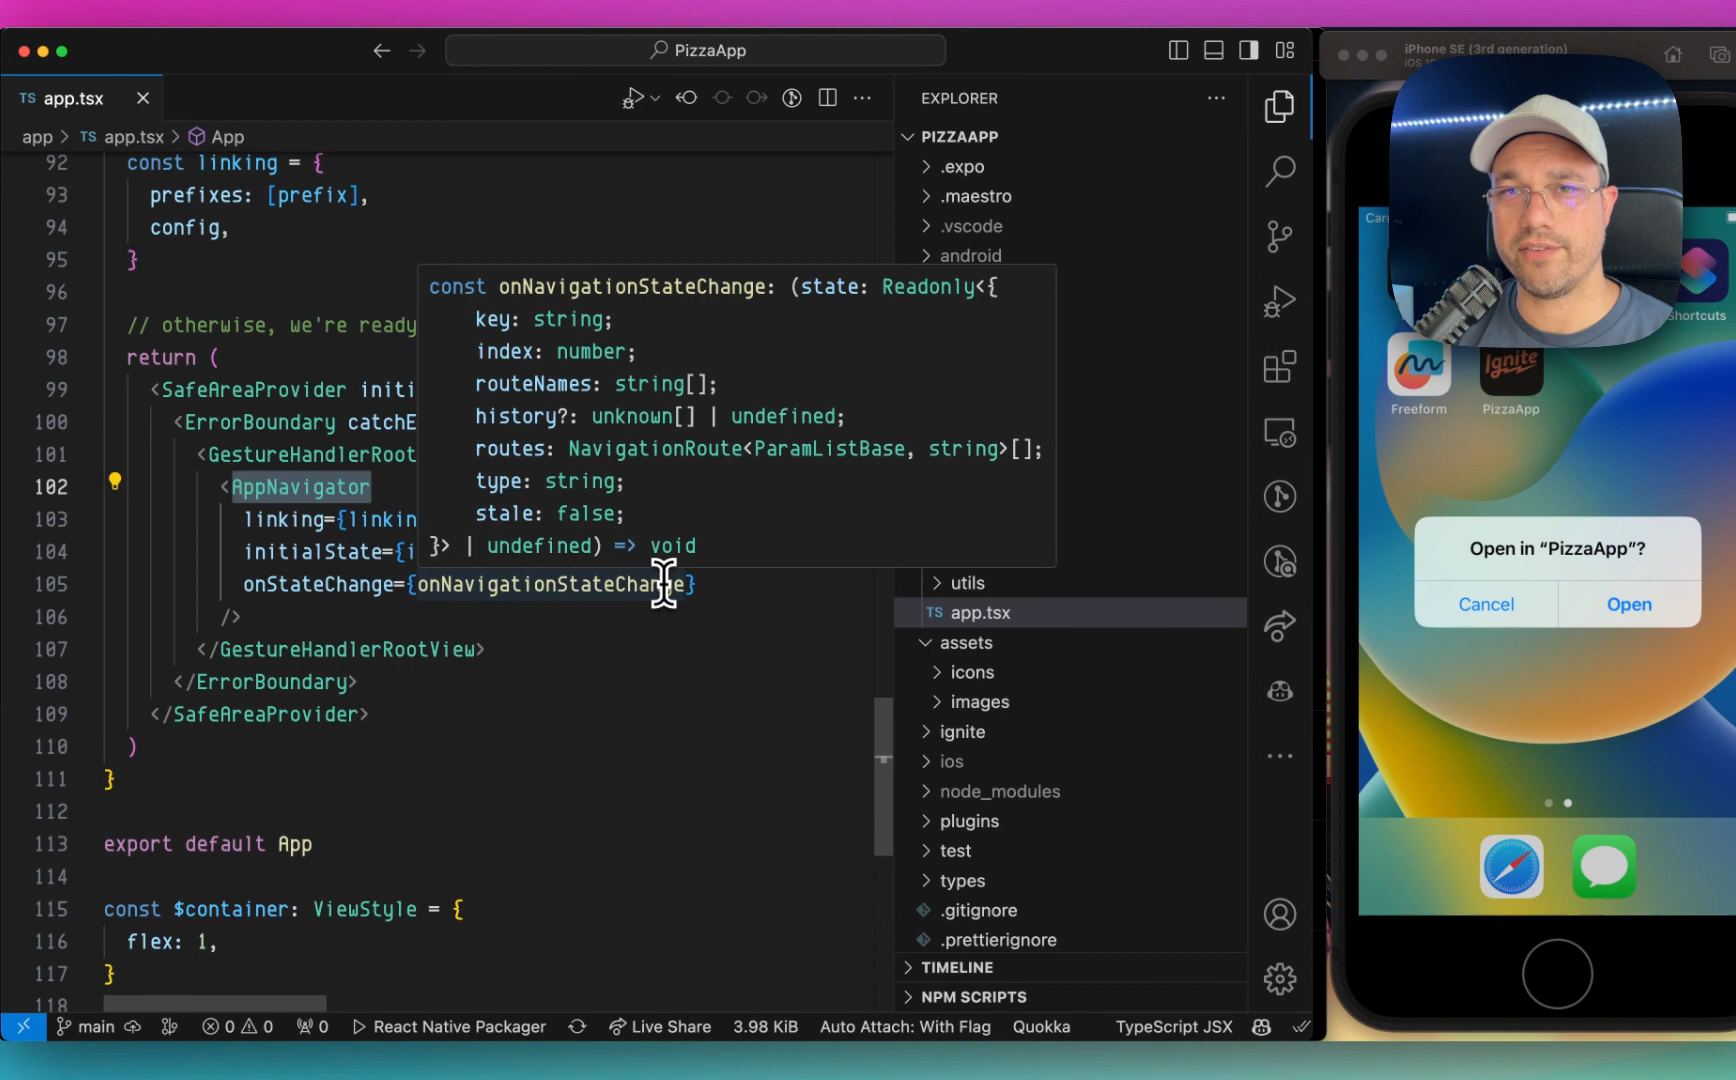 PizzaApp
TS app.tsx
app > TS app.tsx > App
92 const linking = {
93 prefixes: [prefix],
94 config,
95 }
96
97 // otherwise, we're ready
98 return (
99 <SafeAreaProvider initi
100 <ErrorBoundary catchE
101 <GestureHandlerRoot
102 <AppNavigator
103 linking={linkin
104 initialState={i
105 onStateChange={onNavigationStateChange}
106 />
107 </GestureHandlerRootView>
108 </ErrorBoundary>
109 </SafeAreaProvider>
110 )
111 }
112
113 export default App
114
115 const $container: ViewStyle = {
116 flex: 1,
117 }
118
const onNavigationStateChange: (state: Readonly<{
key: string;
index: number;
routeNames: string[];
history?: unknown[] | undefined;
routes: NavigationRoute<ParamListBase, string>[];
type: string;
stale: false;
}> | undefined) => void
EXPLORER
PIZZAAPP
.expo
.maestro
.vscode
android
utils
TS app.tsx
assets
icons
images
ignite
ios
node_modules
plugins
test
types
.gitignore
.prettierignore
TIMELINE
NPM SCRIPTS
main
0 0
0
React Native Packager
Live Share
3.98 KiB
Auto Attach: With Flag
Quokka
TypeScript JSX
iPhone SE (3rd generation)
Shortcuts
Ignite
Freeform
PizzaApp
Open in “PizzaApp”?
Cancel
Open